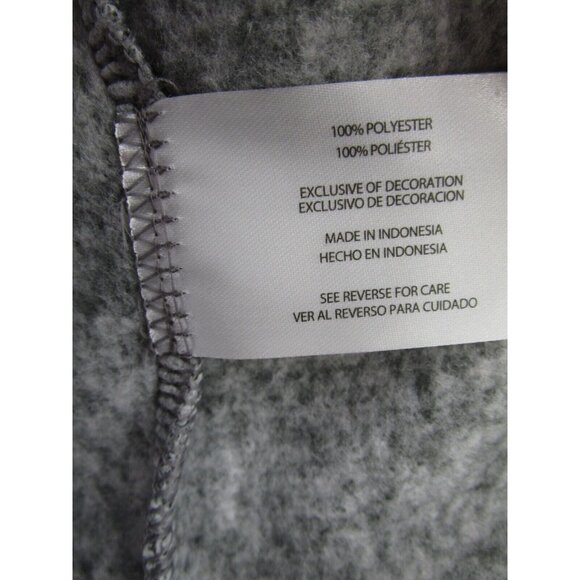 100% POLYESTER
100% POLIÉSTER
EXCLUSIVE OF DECORATION
EXCLUSIVO DE DECORACION
MADE IN INDONESIA
HECHO EN INDONESIA
SEE REVERSE FOR CARE
VER AL REVERSO PARA CUIDADO